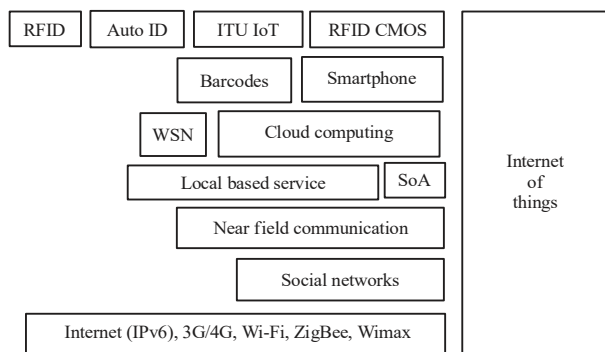 RFID
Auto ID
ITU IoT
RFID CMOS
Barcodes
Smartphone
WSN
Cloud computing
Local based service
SoA
Near field communication
Social networks
Internet (IPv6), 3G/4G, Wi-Fi, ZigBee, Wimax
Internet
of
things